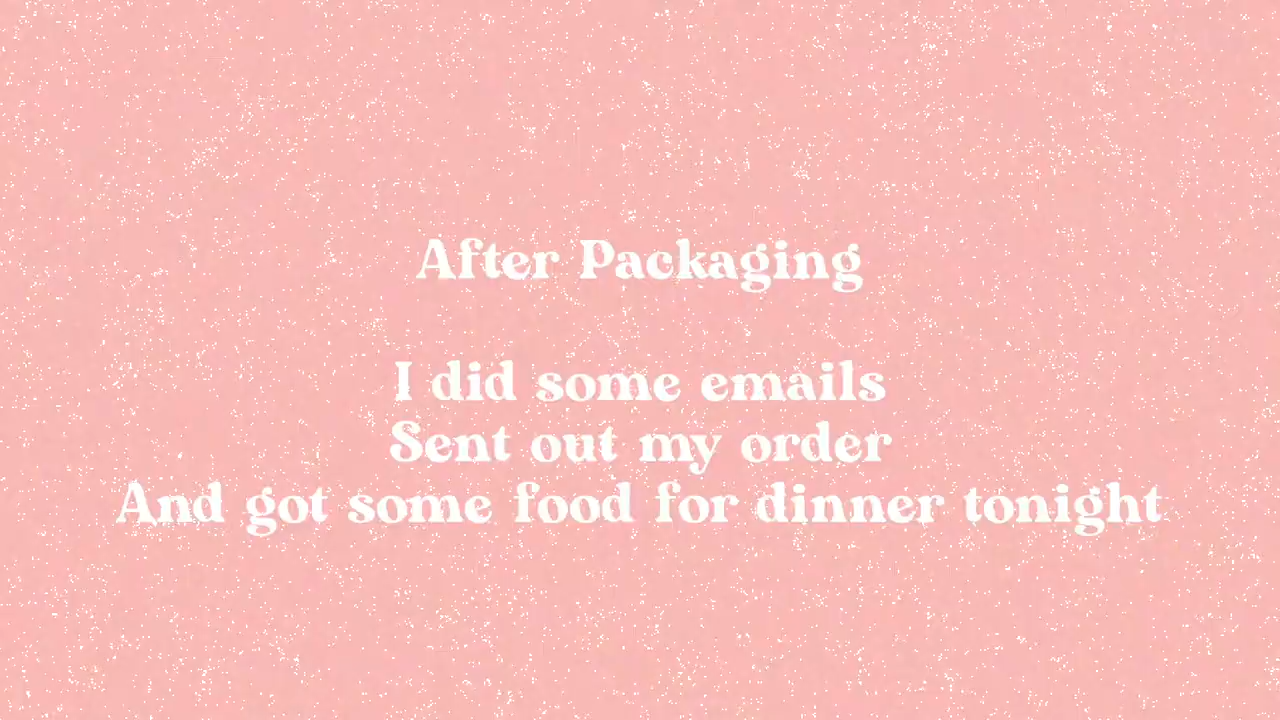 After Packaging
I did some emails
Sent out my order
And got some food for dinner tonight